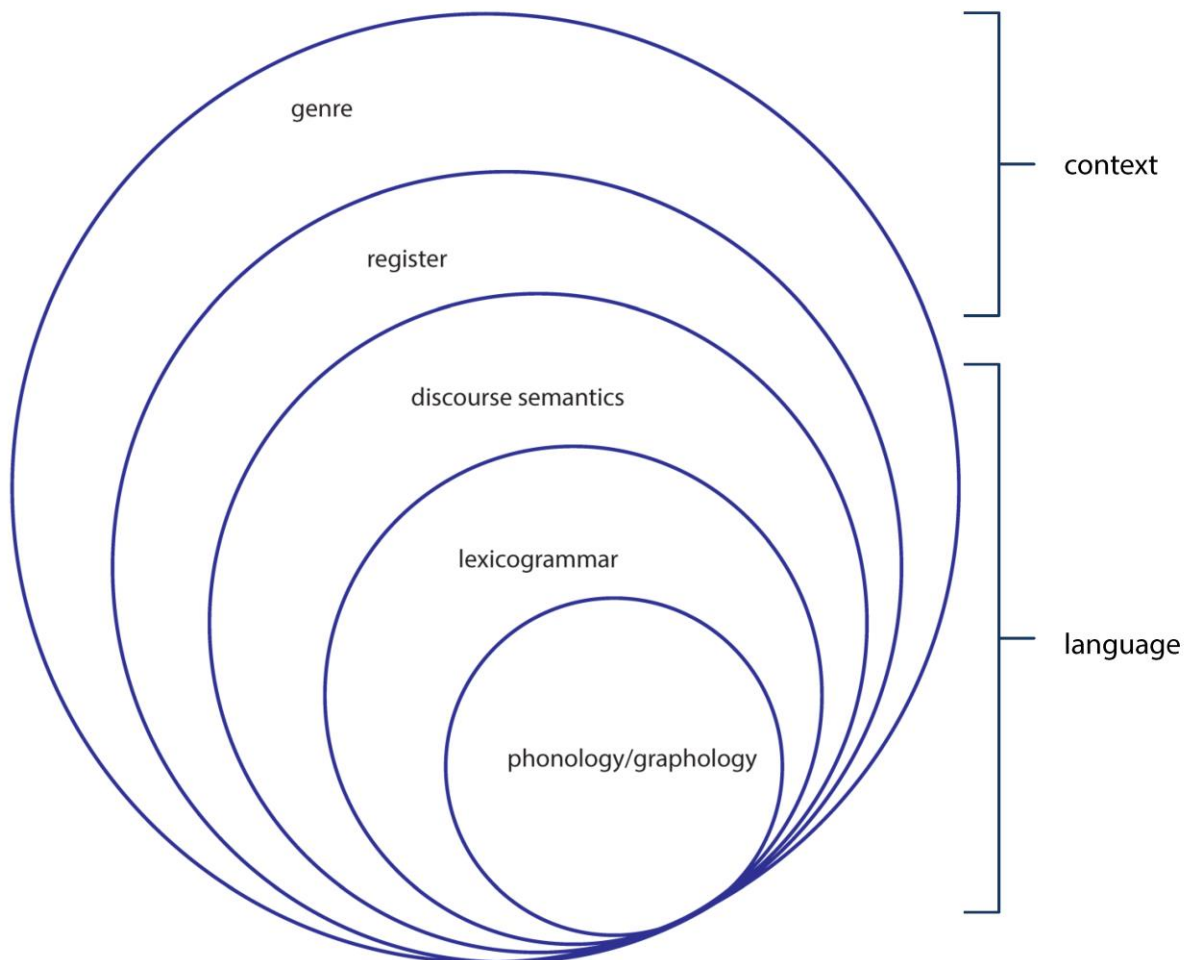 genre
context
register
discourse semantics
lexicogrammar
language
phonology/graphology